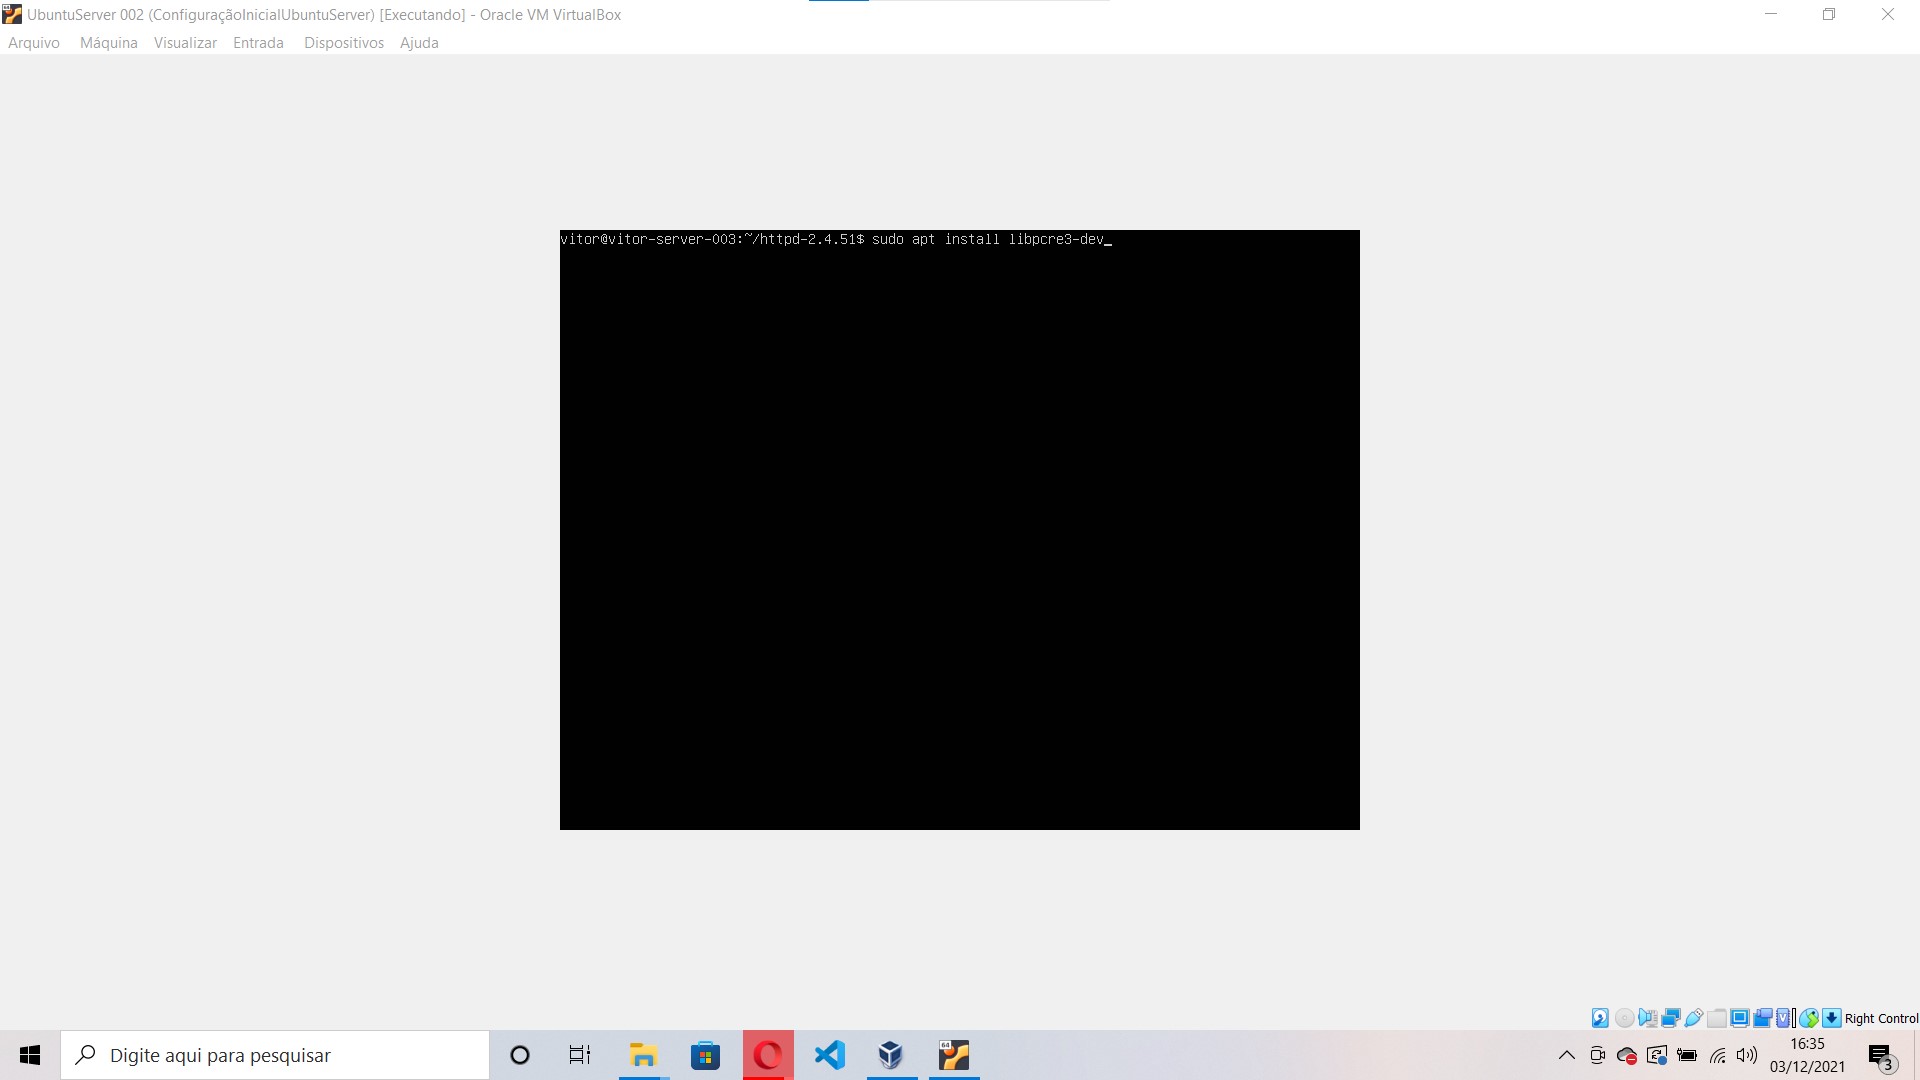 UbuntuServer 002 (ConfiguraçãoInicialUbuntuServer) [Executando] - Oracle VM VirtualBox
Arquivo Máquina Visualizar Entrada Dispositivos Ajuda
vitor@vitor-server-003:~/httpd-2.4.51$ sudo apt install libpcre3-dev_
Right Control
Digite aqui para pesquisar
64
16:35
03/12/2021
3